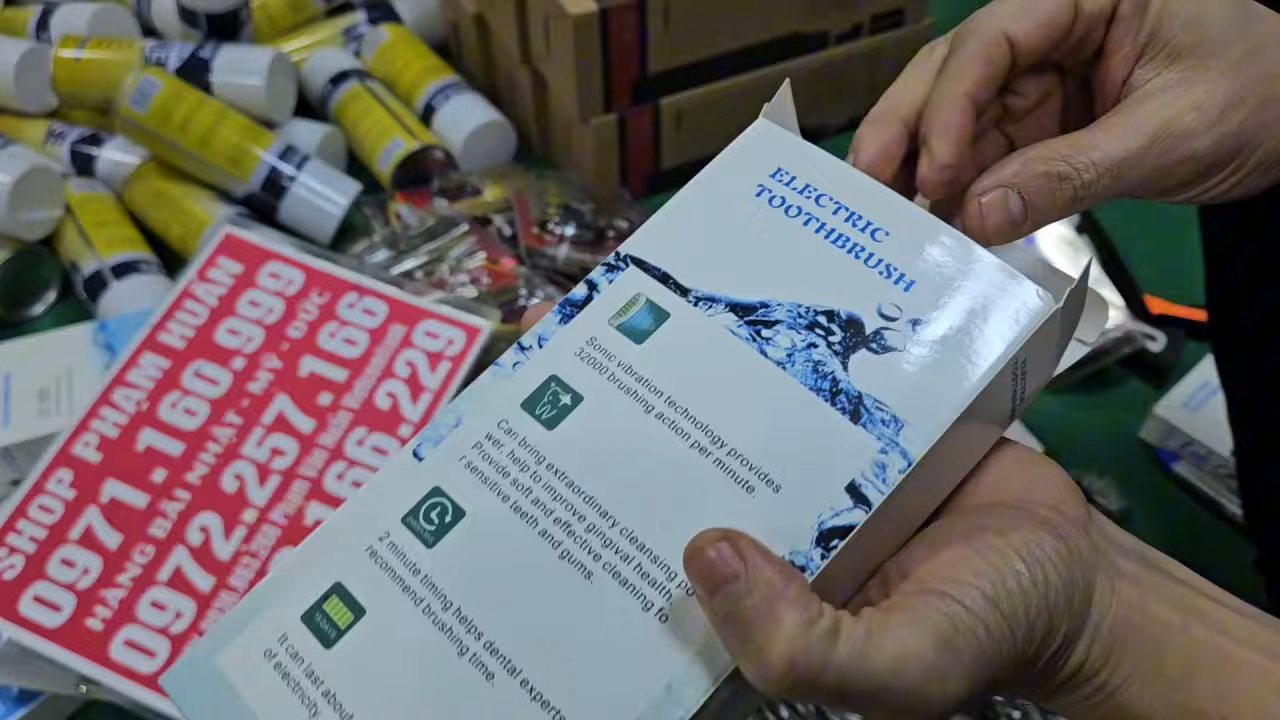 ELECTRIC
TOOTHBRUSH
Sonic vibration technology provides
32000 brushing action per minute.
Can bring extraordinary cleansing po
wer, help to improve gingival health.
Provide soft and effective cleaning fo
r sensitive teeth and gums.
2 minute timing helps dental experts
recommend brushing time.
It can last about
of electricity.
SHOP PHẠM HUÂN
0971.160.999
HÀNG BÃI NHẬT - MỸ - ĐỨC
0972.257.166
166.229